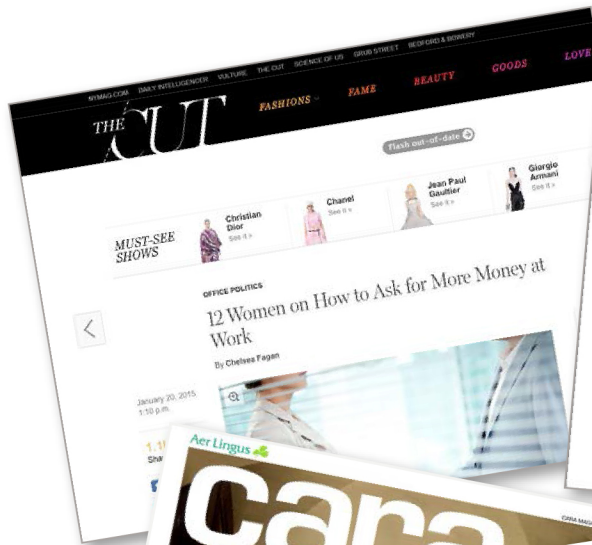 NYMAG.COM DAILY INTELLIGENCER VULTURE THE CUT SCIENCE OF US GRUB STREET BEDFORD & BOWERY
THE CUT
FASHIONS FAME BEAUTY GOODS LOVE
flash out-of-date
MUST-SEE
SHOWS
Christian
Dior
See it >
Chanel
See it >
Jean Paul
Gaultier
See it >
Giorgio
Armani
See it >
OFFICE POLITICS
12 Women on How to Ask for More Money at
Work
By Chelsea Fagan
January 20, 2015
1:10 p.m.
Aer Lingus
cara